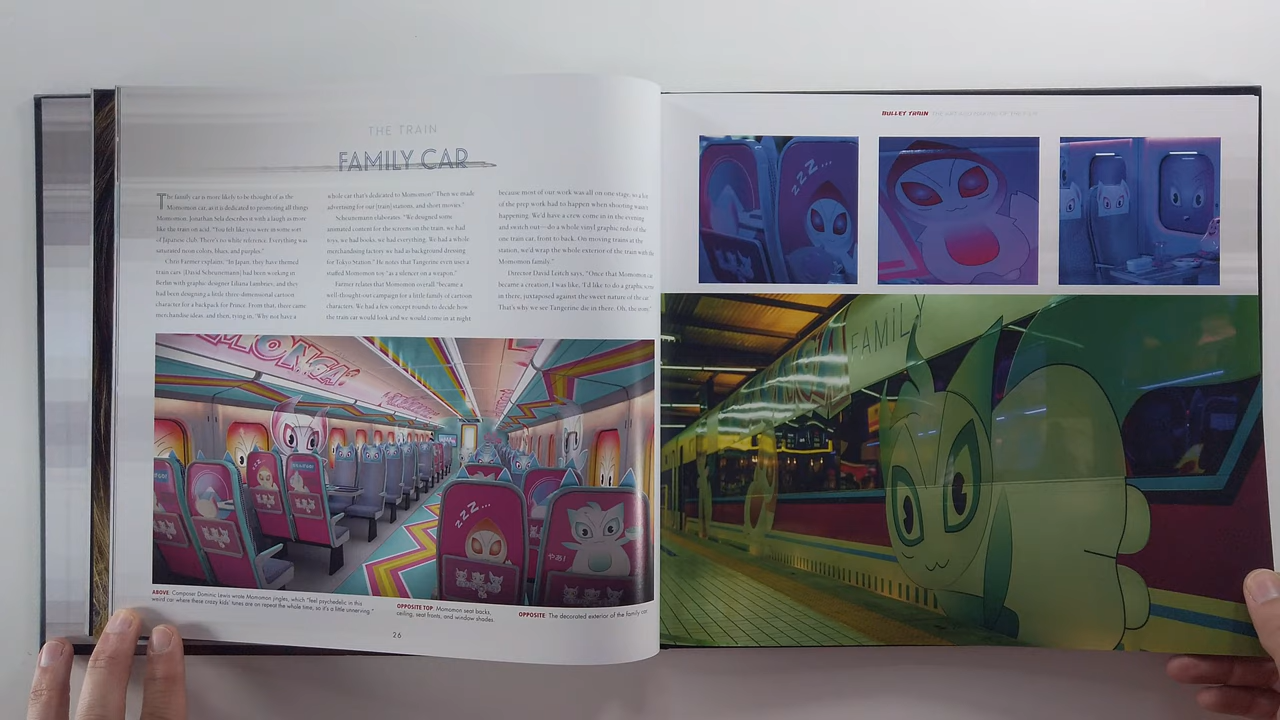 THE TRAIN
FAMILY CAR
The family car is more likely to be thought of as the
Momomon car, as it is dedicated to promoting all things
Momomon. Jonathan Sela describes it with a laugh as more
like the train on acid. "You felt like you were in some sort
of Japanese club. There's no white reference. Everything was
saturated neon colors, blues and purples."
Chris Farmer explains, "In Japan, they have themed
train cars. [David Scheunemann] had been working in
Berlin with graphic designer Liliana Lambriev, and they
had been designing a little three-dimensional cartoon
character for a backpack for Prince. From that, there came
merchandise ideas, and then, trying in, 'Why not have a
whole car that's dedicated to Momomon?' Then we made
advertising for our [train] stations, and short movies."
Scheunemann elaborates. "We designed some
animated content for the screens on the train, we had
toys, we had books, we had everything. We had a whole
merchandising factory we had as background dressing
for Tokyo Station." He notes that Tangerine even uses a
stuffed Momomon toy "as a silencer on a weapon."
Farmer relates that Momomon overall "became a
well-thought-out campaign for a little family of cartoon
characters. We had a few concept rounds to decide how
the train car would look and we would come in at night
because most of our work was all on one stage, so a lot
of the prep work had to happen when shooting wasn't
happening. We'd have a crew come in in the evening
and switch out—do a whole vinyl graphic redo of the
one train car, front to back. On moving trains at the
station, we'd wrap the whole exterior of the train with the
Momomon family."
Director David Leitch says, "Once that Momomon car
became a creation, I was like, 'I'd like to do a graphic scene
in there, juxtaposed against the sweet nature of the car.'
That's why we see Tangerine die in there. Oh, the irony."
ZZZ...
ZZZ...
やぁ!
ABOVE: Composer Dominic Lewis wrote Momomon jingles, which "feel psychedelic in this
weird car where these crazy kids' tunes are on repeat the whole time, so it's a little unnerving."
OPPOSITE TOP: Momomon seat backs,
ceiling, seat fronts, and window shades.
OPPOSITE: The decorated exterior of the Family car
26
BULLET TRAIN
FAMILY